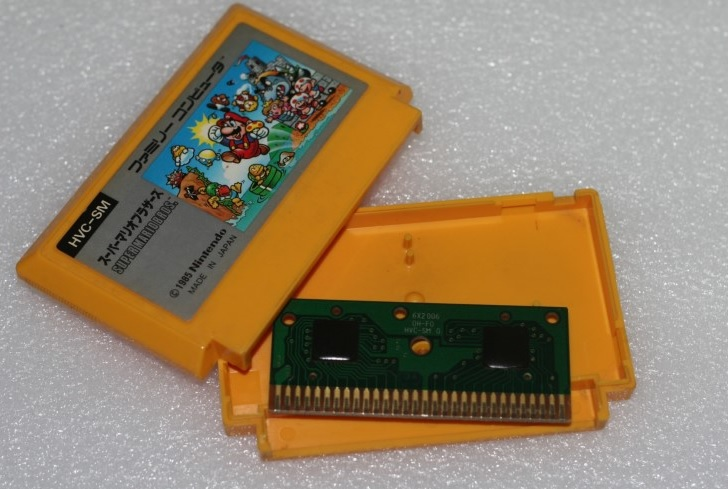 ファミリー コンピュータ
HVC-SM
スーパーマリオブラザーズ
SUPER MARIO BROS.
©1985 Nintendo
MADE IN JAPAN
6X2006
HVC-SM